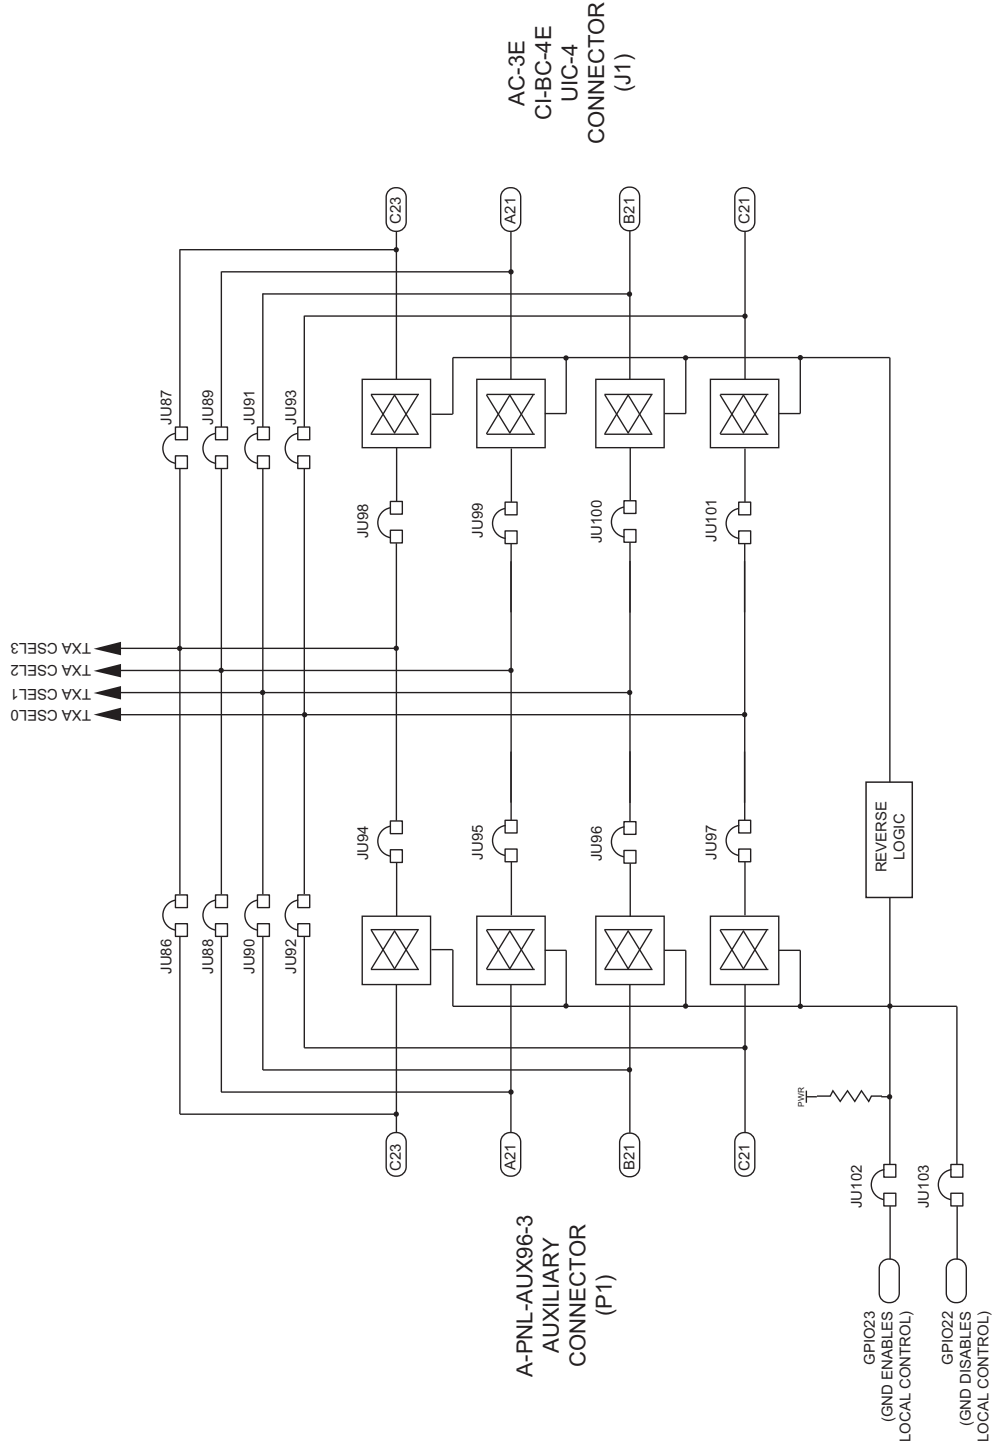 AC-3E
CI-BC-4E
UIC-4
CONNECTOR
(J1)
C23
A21
B21
C21
JU87
JU89
JU91
JU93
JU98
JU99
JU100
JU101
TXA CSEL3
TXA CSEL2
TXA CSEL1
TXA CSEL0
JU94
JU95
JU96
JU97
REVERSE
LOGIC
JU86
JU88
JU90
JU92
PWR
C23
A21
B21
C21
JU102
JU103
A-PNL-AUX96-3
AUXILIARY
CONNECTOR
(P1)
GPIO23
(GND ENABLES
LOCAL CONTROL)
GPIO22
(GND DISABLES
LOCAL CONTROL)